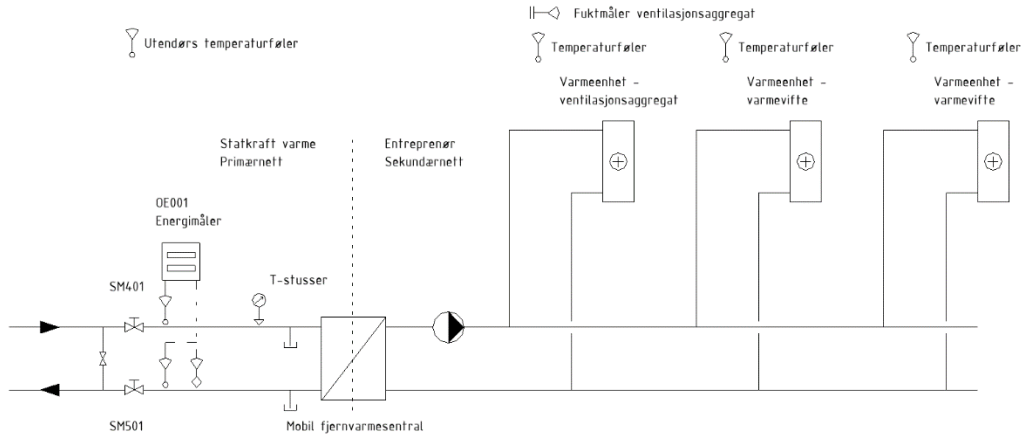 Fuktmåler ventilasjonsaggregat
Utendørs temperaturføler
Temperaturføler
Temperaturføler
Temperaturføler
Varmeenhet -
ventilasjonsaggregat
Varmeenhet -
varmevifte
Varmeenhet -
varmevifte
Statkraft varme
Primærnett
Entreprenør
Sekundærnett
OE001
Energimåler
SM401
T-stusser
SM501
Mobil fjernvarmesentral